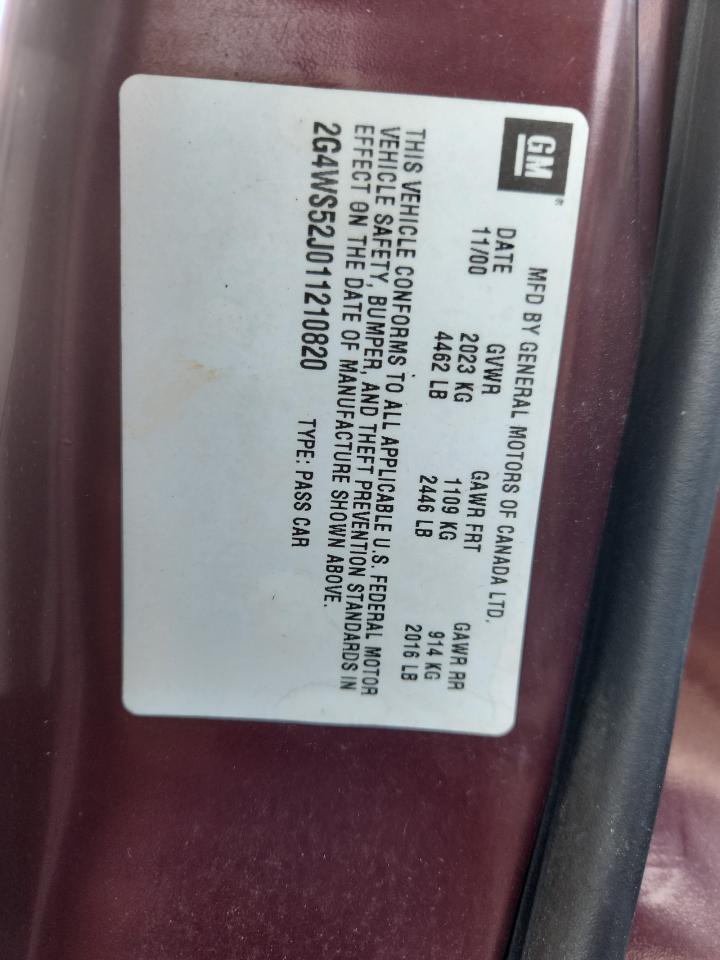 GM®
MFD BY GENERAL MOTORS OF CANADA LTD.
DATE GVWR GAWR FRT GAWR RR
11/00 2023 KG 1109 KG 914 KG
4462 LB 2446 LB 2016 LB
THIS VEHICLE CONFORMS TO ALL APPLICABLE U.S. FEDERAL MOTOR
VEHICLE SAFETY, BUMPER, AND THEFT PREVENTION STANDARDS IN
EFFECT ON THE DATE OF MANUFACTURE SHOWN ABOVE.
2G4WS52J011210820 TYPE: PASS CAR